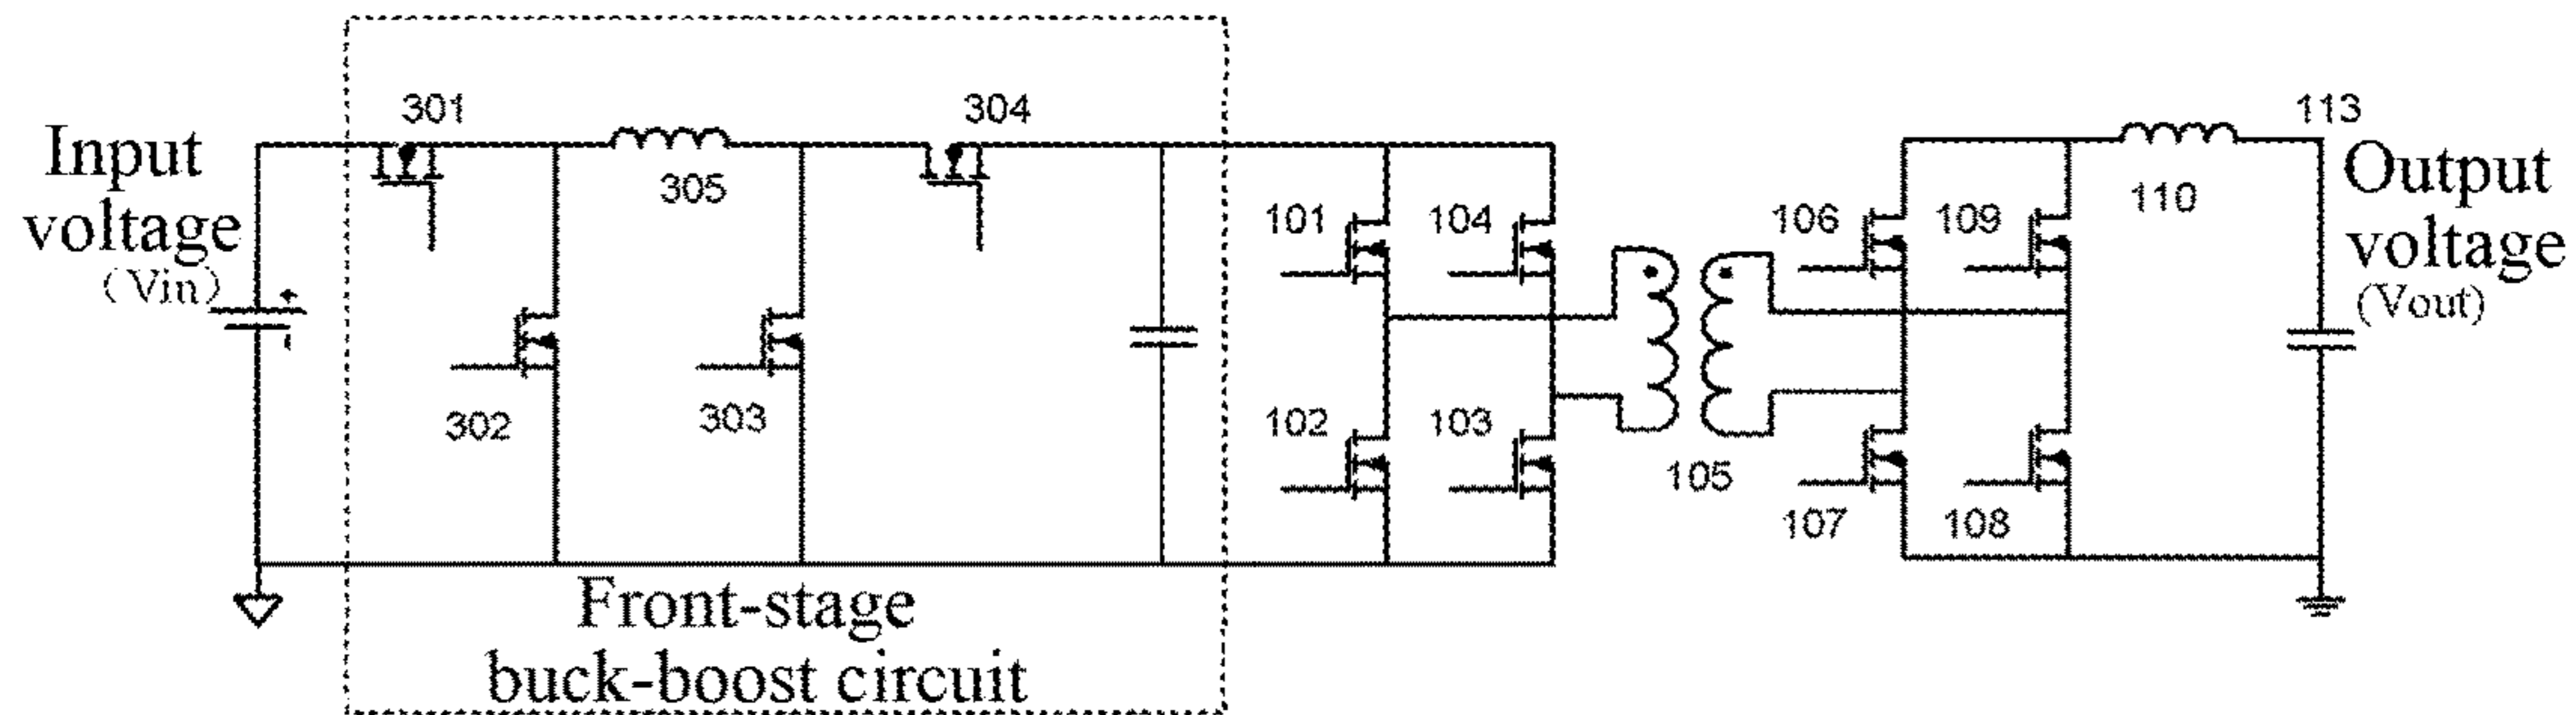 301
304
113
Input
voltage
(Vin)
305
110
Output
voltage
(Vout)
101
104
106
109
302
303
102
103
105
107
108
Front-stage
buck-boost circuit